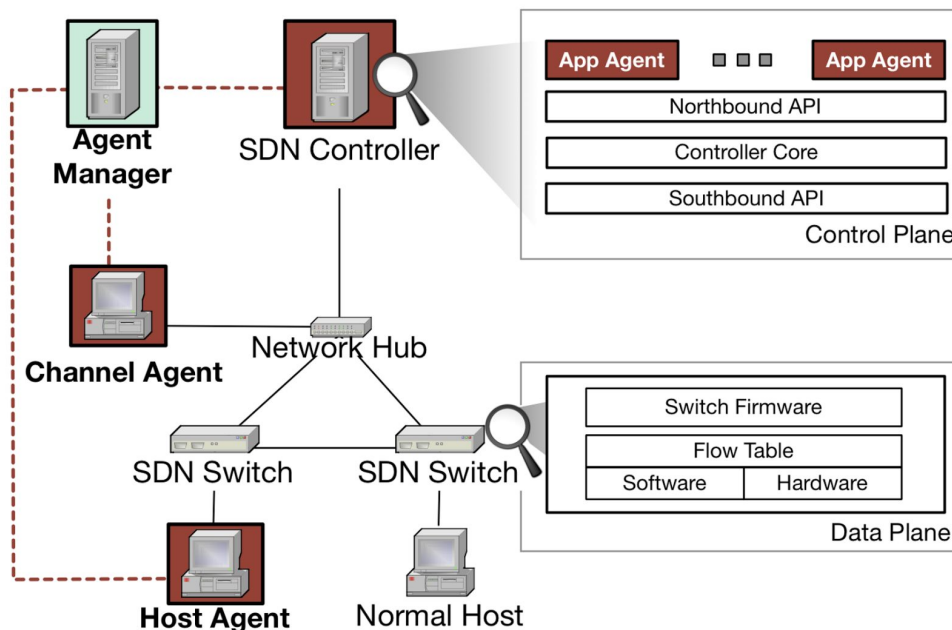 Agent
Manager
SDN Controller
App Agent
App Agent
Northbound API
Controller Core
Southbound API
Control Plane
Channel Agent
Network Hub
SDN Switch
SDN Switch
Host Agent
Normal Host
Switch Firmware
Flow Table
Software
Hardware
Data Plane